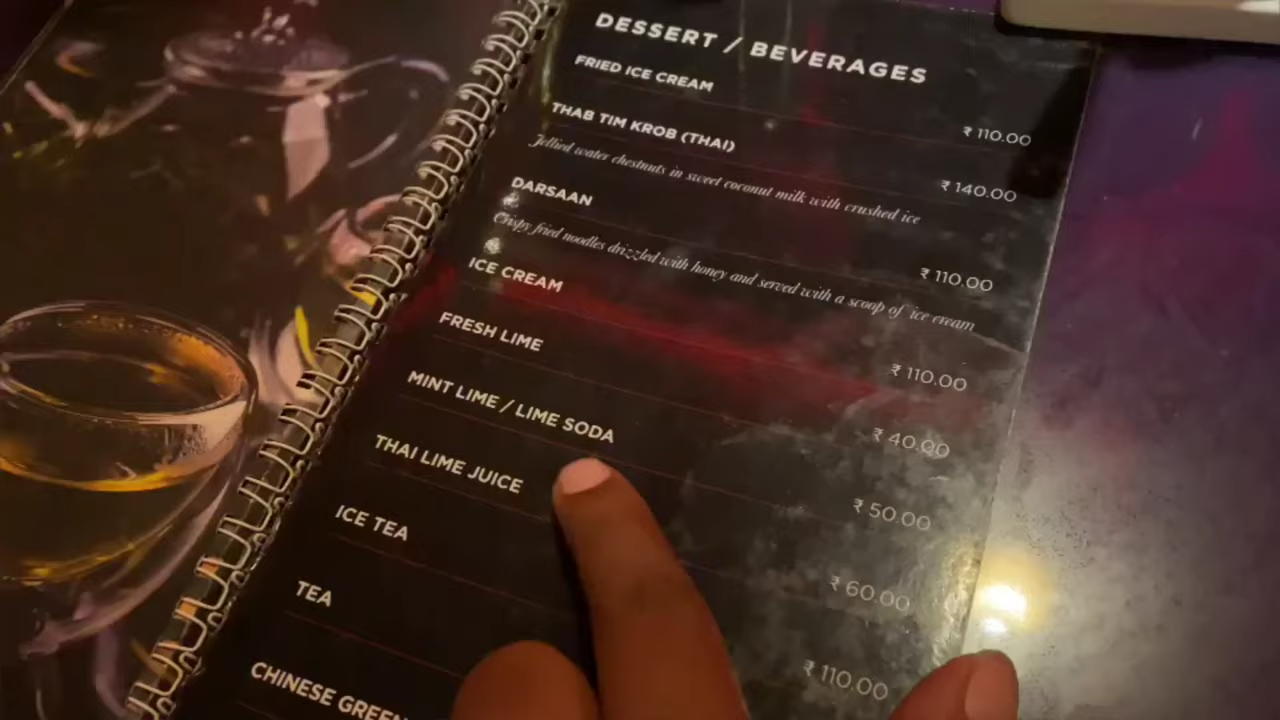 DESSERT / BEVERAGES
FRIED ICE CREAM ₹ 110.00
THAB TIM KROB (THAI) ₹ 140.00
Jellied water chestnuts in sweet coconut milk with crushed ice
DARSAAN ₹ 110.00
Crispy fried noodles drizzled with honey and served with a scoop of ice cream
ICE CREAM ₹ 110.00
FRESH LIME ₹ 40.00
MINT LIME / LIME SODA ₹ 50.00
THAI LIME JUICE ₹ 60.00
ICE TEA ₹ 110.00
TEA
CHINESE GREEN